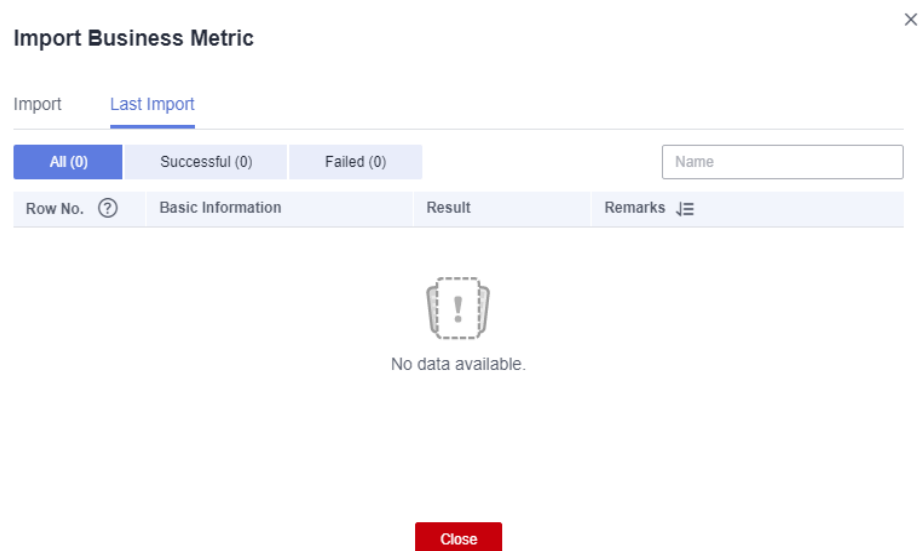 Import Business Metric
Import Last Import
All (0) Successful (0) Failed (0) Name
Row No. ? Basic Information Result Remarks
No data available.
Close